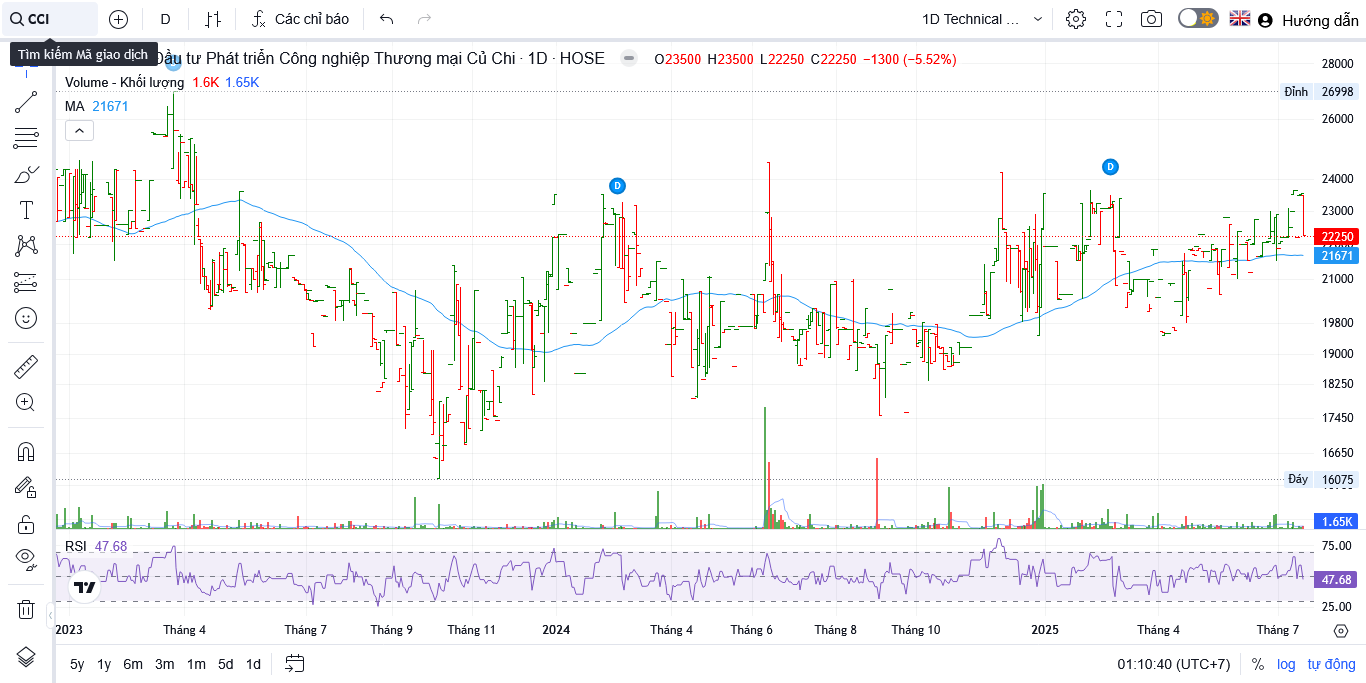 CCI
D
Các chỉ báo
1D Technical ...
Hướng dẫn
Tìm kiếm Mã giao dịch
Đầu tư Phát triển Công nghiệp Thương mại Củ Chi · 1D · HOSE
O23500 H23500 L22250 C22250 −1300 (−5.52%)
Volume - Khối lượng 1.6K 1.65K
MA 21671
28000
Đỉnh 26998
26000
24000
23000
22250
21671
21000
19800
19000
18250
17450
16650
Đáy 16075
1.65K
D
D
RSI 47.68
75.00
47.68
25.00
2023
Tháng 4
Tháng 7
Tháng 9
Tháng 11
2024
Tháng 4
Tháng 6
Tháng 8
Tháng 10
2025
Tháng 4
Tháng 7
5y 1y 6m 3m 1m 5d 1d
01:10:40 (UTC+7)
%
log
tự động